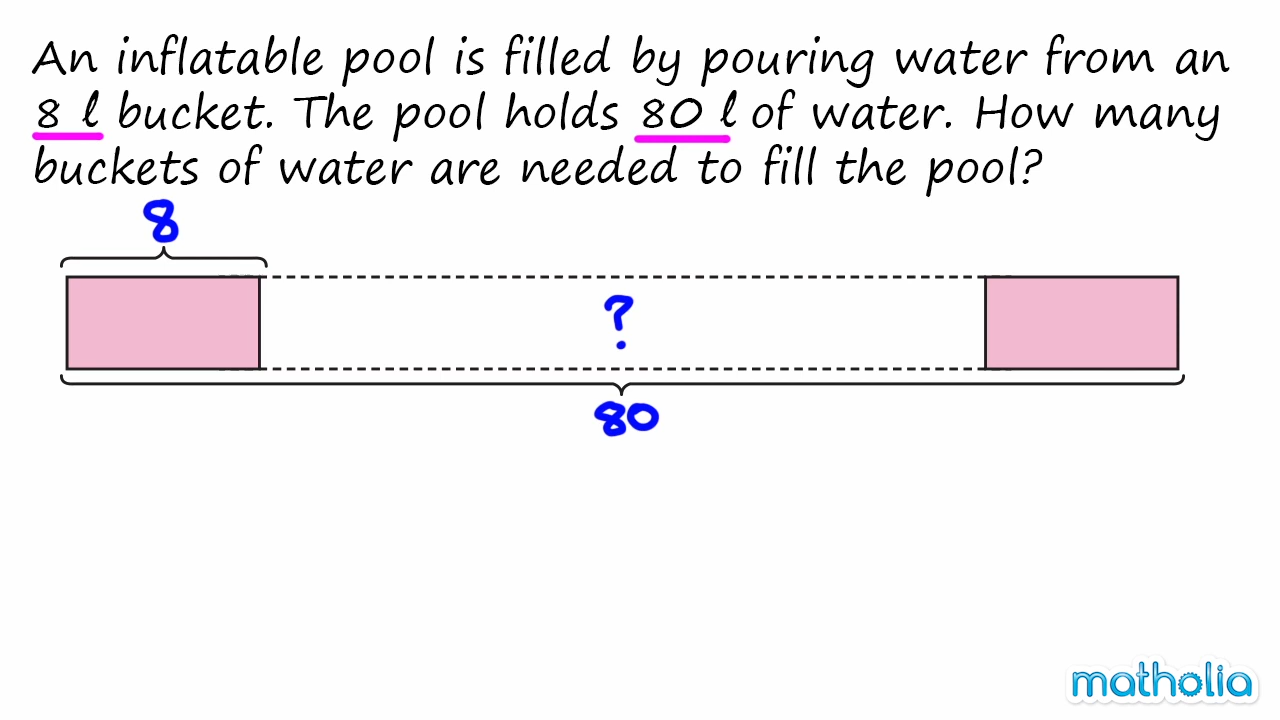 An inflatable pool is filled by pouring water from an
8 l bucket. The pool holds 80 l of water. How many
buckets of water are needed to fill the pool?
8
?
80
matholia